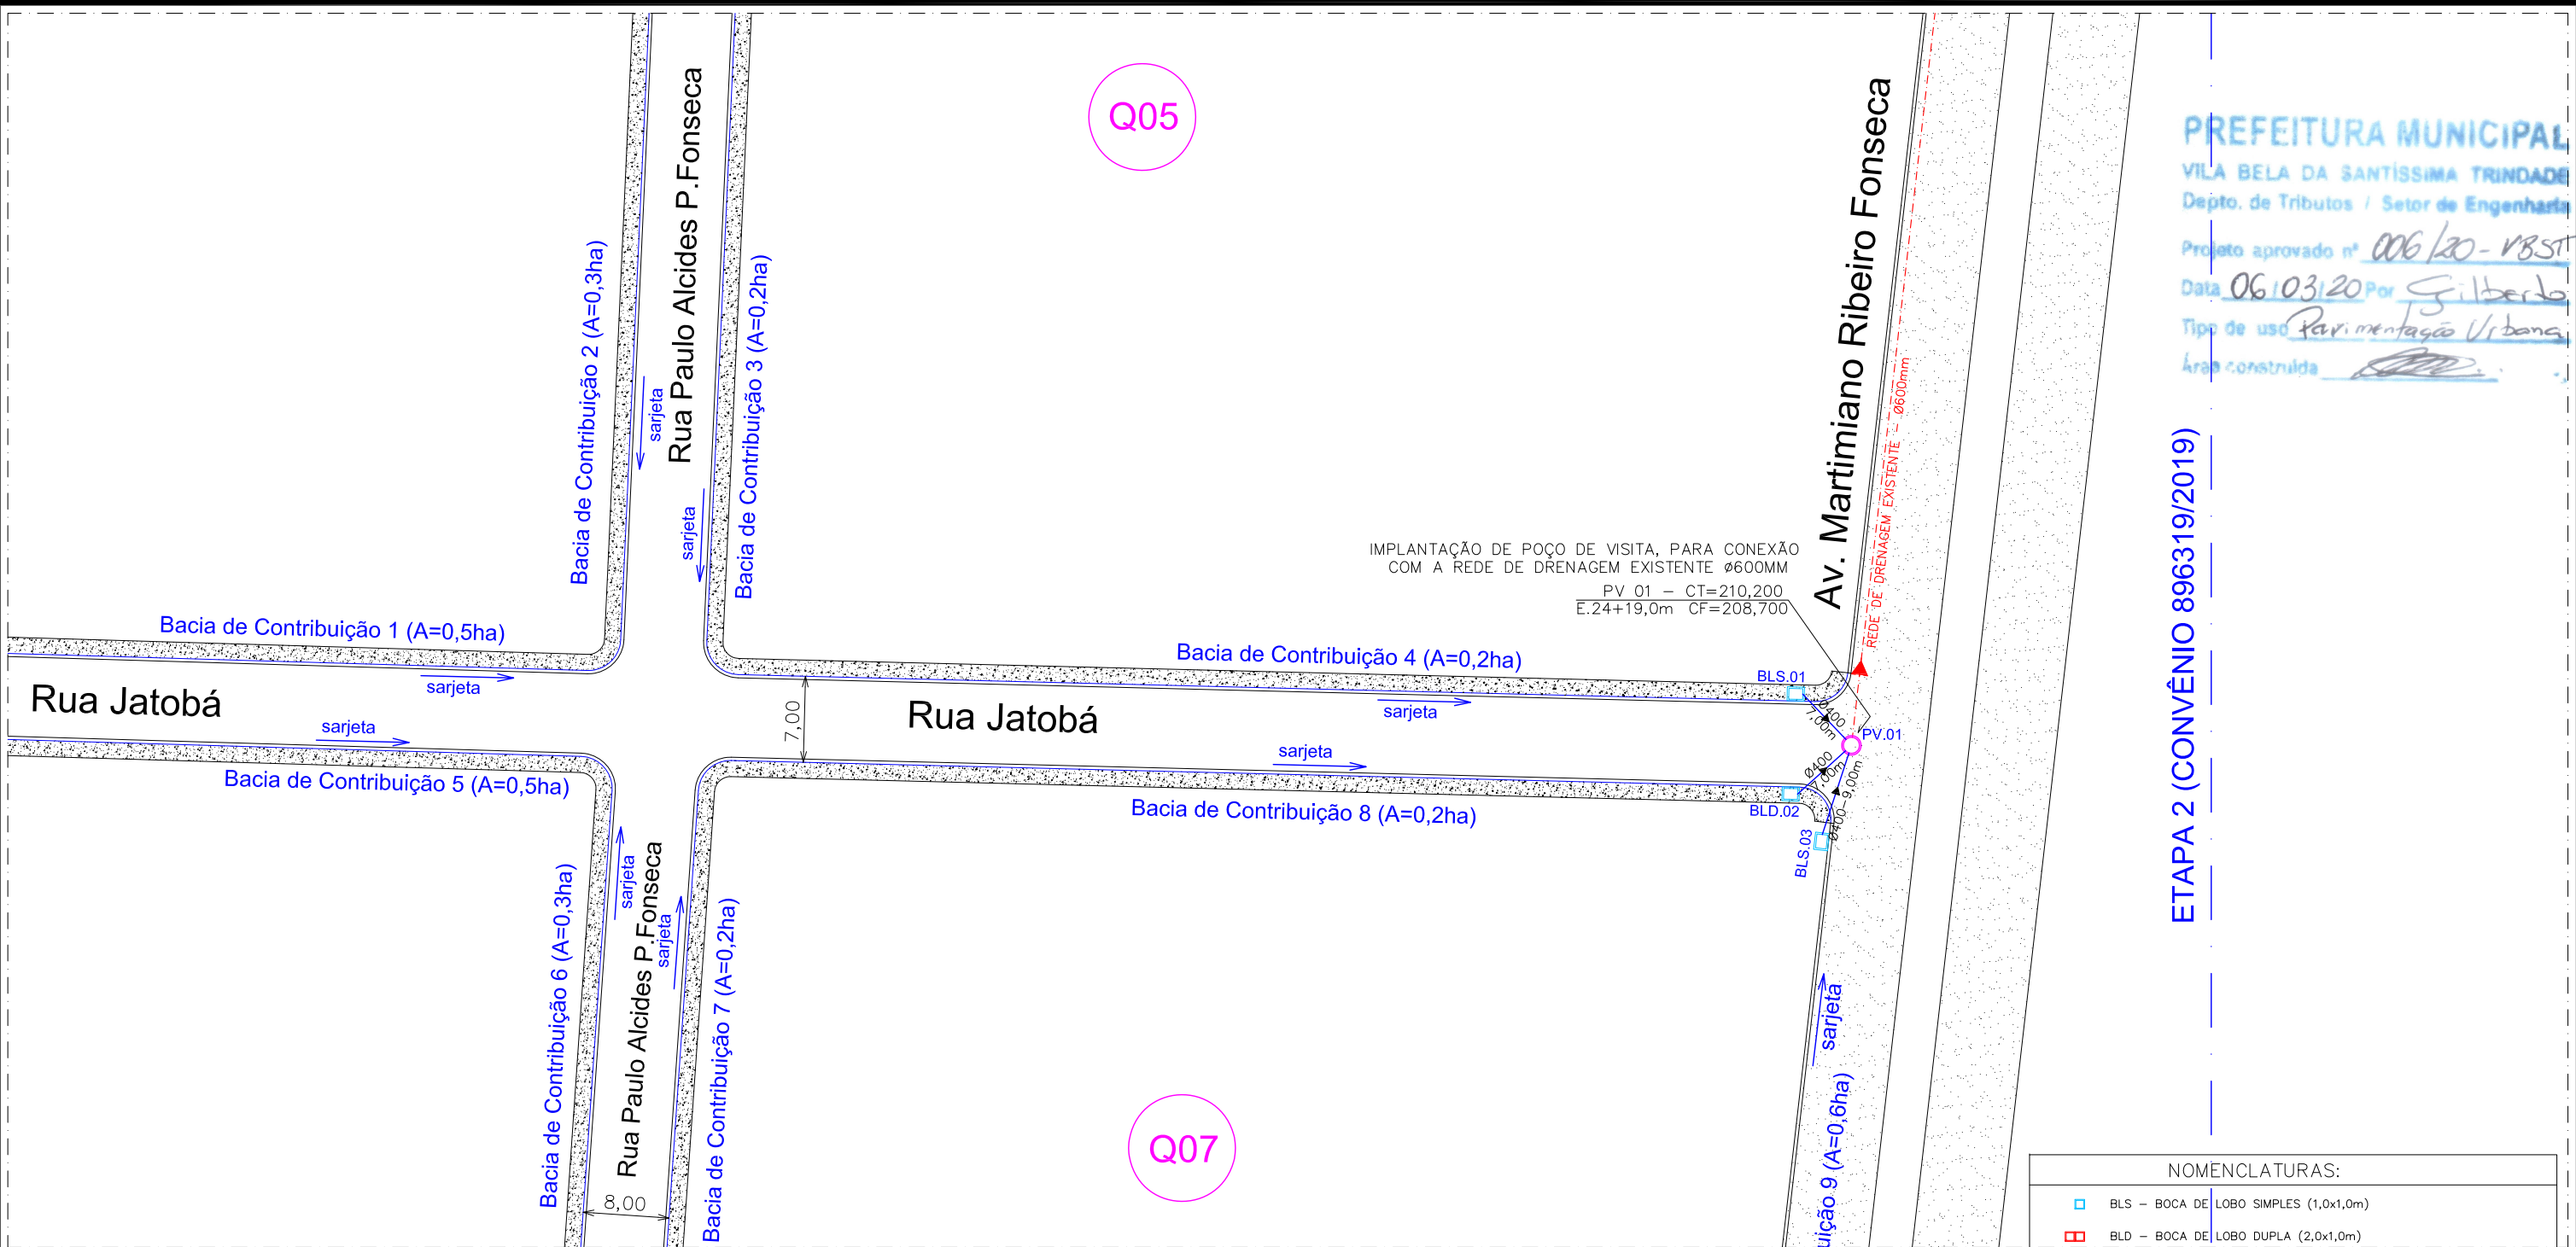 Q05
PREFEITURA MUNICIPAL
VILA BELA DA SANTÍSSIMA TRINDADE
Depto. de Tributos / Setor de Engenharia
Projeto aprovado nº 006/20-VBST
Data 06/03/20 Por Gilberto
Tipo de uso Pavimentação Urbana
Área construída
Rua Paulo Alcides P.Fonseca
Bacia de Contribuição 2 (A=0,3ha)
sarjeta
Bacia de Contribuição 3 (A=0,2ha)
sarjeta
Av. Martimiano Ribeiro Fonseca
REDE DE DRENAGEM EXISTENTE - Ø600mm
ETAPA 2 (CONVÊNIO 896319/2019)
IMPLANTAÇÃO DE POÇO DE VISITA, PARA CONEXÃO
COM A REDE DE DRENAGEM EXISTENTE Ø600MM
PV 01 - CT=210,200
E.24+19,0m CF=208,700
Bacia de Contribuição 1 (A=0,5ha)
sarjeta
Rua Jatobá
sarjeta
Bacia de Contribuição 5 (A=0,5ha)
Bacia de Contribuição 4 (A=0,2ha)
sarjeta
7,00
Rua Jatobá
sarjeta
Bacia de Contribuição 8 (A=0,2ha)
BLS.01
Ø400
7,00m
PV.01
Ø400
7,00m
Ø400-9,00m
BLD.02
BLS.03
Bacia de Contribuição 6 (A=0,3ha)
sarjeta
Rua Paulo Alcides P.Fonseca
sarjeta
Bacia de Contribuição 7 (A=0,2ha)
8,00
Q07
sarjeta
uição 9 (A=0,6ha)
NOMENCLATURAS:
BLS - BOCA DE LOBO SIMPLES (1,0x1,0m)
BLD - BOCA DE LOBO DUPLA (2,0x1,0m)